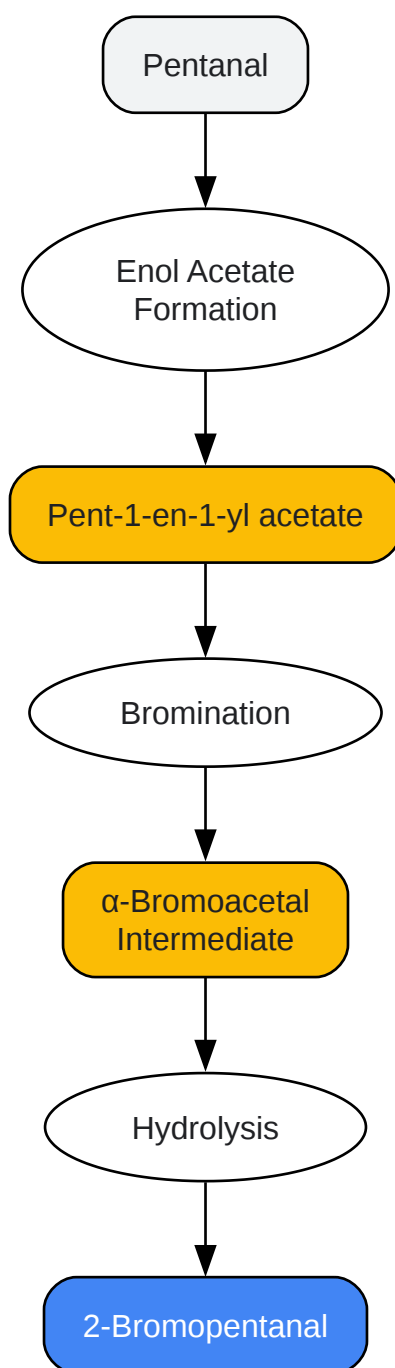 Pentanal
Enol Acetate
Formation
Pent-1-en-1-yl acetate
Bromination
α-Bromoacetal
Intermediate
Hydrolysis
2-Bromopentanal